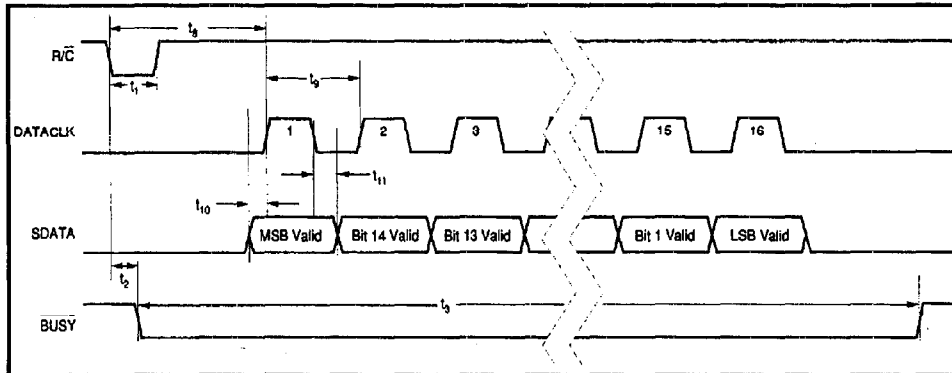 t8
R/C̅
t1
t9
DATACLK
1 2 3 15 16
t11
t10
SDATA
MSB Valid Bit 14 Valid Bit 13 Valid Bit 1 Valid LSB Valid
t2
t3
B̅U̅S̅Y̅